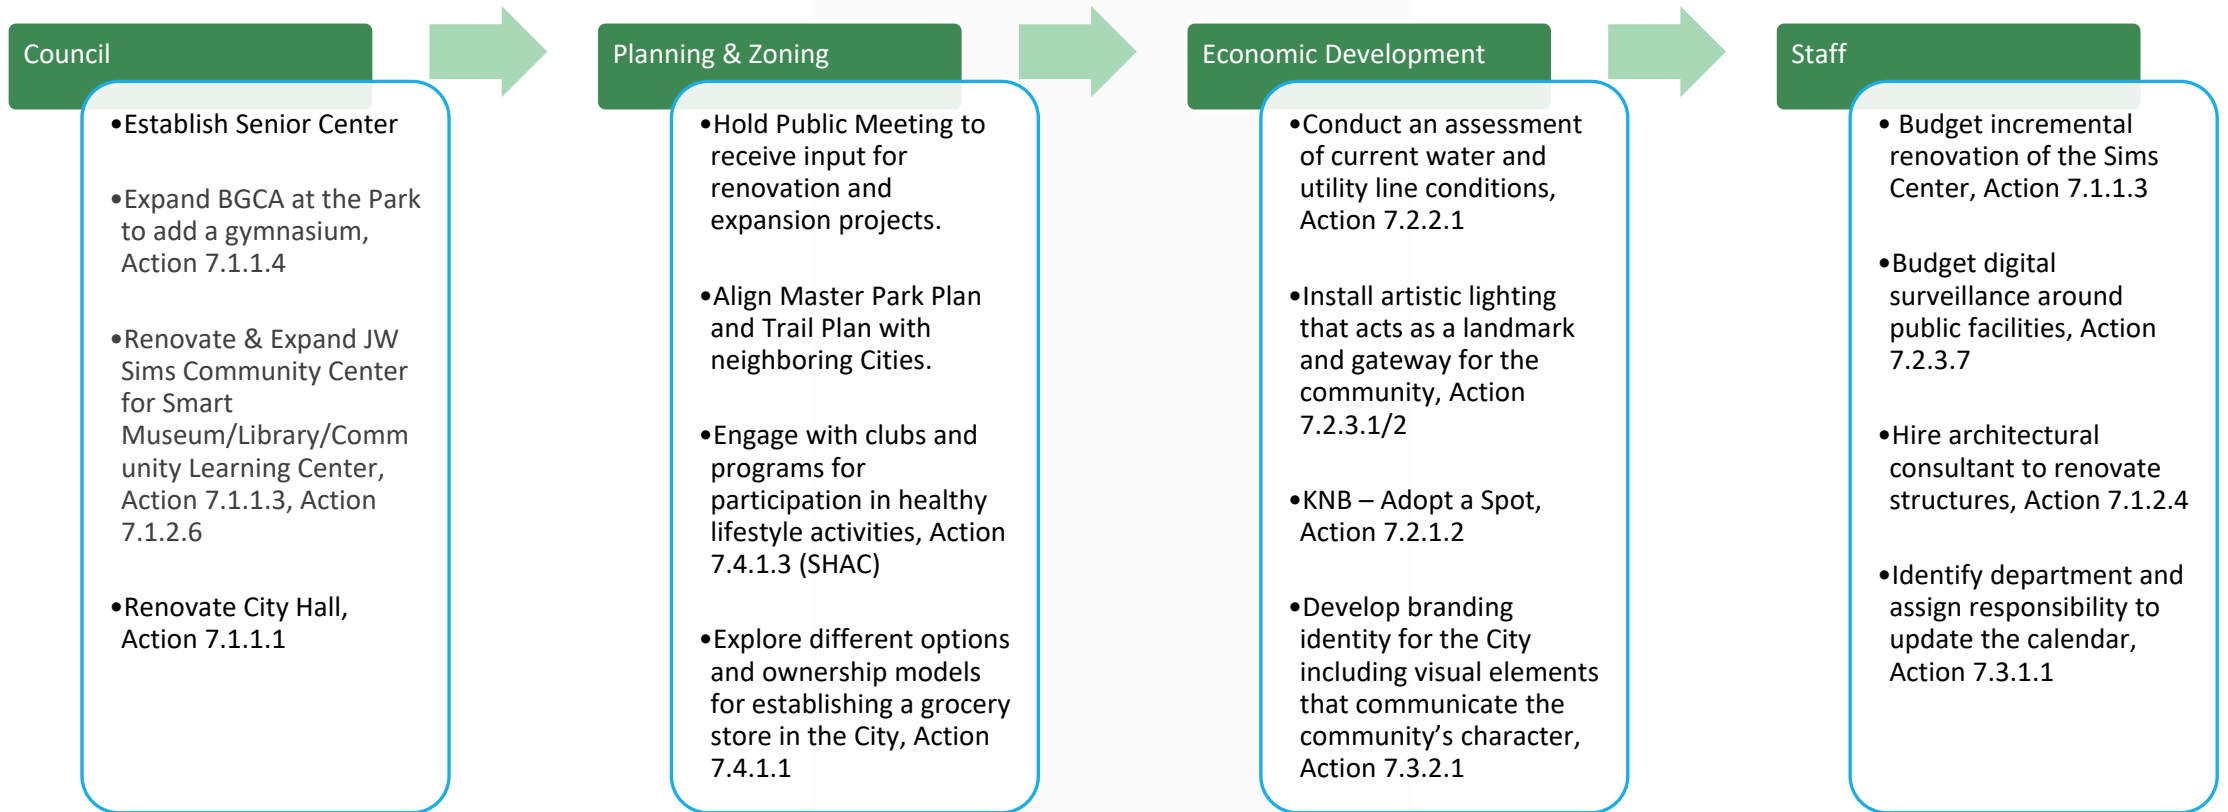 Council
•Establish Senior Center
•Expand BGCA at the Park
to add a gymnasium,
Action 7.1.1.4
•Renovate & Expand JW
Sims Community Center
for Smart
Museum/Library/Comm
unity Learning Center,
Action 7.1.1.3, Action
7.1.2.6
•Renovate City Hall,
Action 7.1.1.1
Planning & Zoning
•Hold Public Meeting to
receive input for
renovation and
expansion projects.
•Align Master Park Plan
and Trail Plan with
neighboring Cities.
•Engage with clubs and
programs for
participation in healthy
lifestyle activities, Action
7.4.1.3 (SHAC)
•Explore different options
and ownership models
for establishing a grocery
store in the City, Action
7.4.1.1
Economic Development
•Conduct an assessment
of current water and
utility line conditions,
Action 7.2.2.1
•Install artistic lighting
that acts as a landmark
and gateway for the
community, Action
7.2.3.1/2
•KNB – Adopt a Spot,
Action 7.2.1.2
•Develop branding
identity for the City
including visual elements
that communicate the
community’s character,
Action 7.3.2.1
Staff
• Budget incremental
renovation of the Sims
Center, Action 7.1.1.3
•Budget digital
surveillance around
public facilities, Action
7.2.3.7
•Hire architectural
consultant to renovate
structures, Action 7.1.2.4
•Identify department and
assign responsibility to
update the calendar,
Action 7.3.1.1